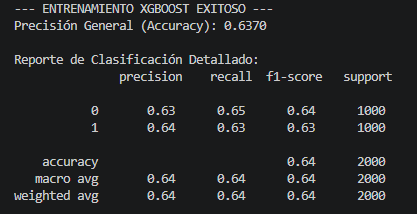 --- ENTRENAMIENTO XGBOOST EXITOSO ---
Precisión General (Accuracy): 0.6370
Reporte de Clasificación Detallado:
precision recall f1-score support
0 0.63 0.65 0.64 1000
1 0.64 0.63 0.63 1000
accuracy 0.64 2000
macro avg 0.64 0.64 0.64 2000
weighted avg 0.64 0.64 0.64 2000